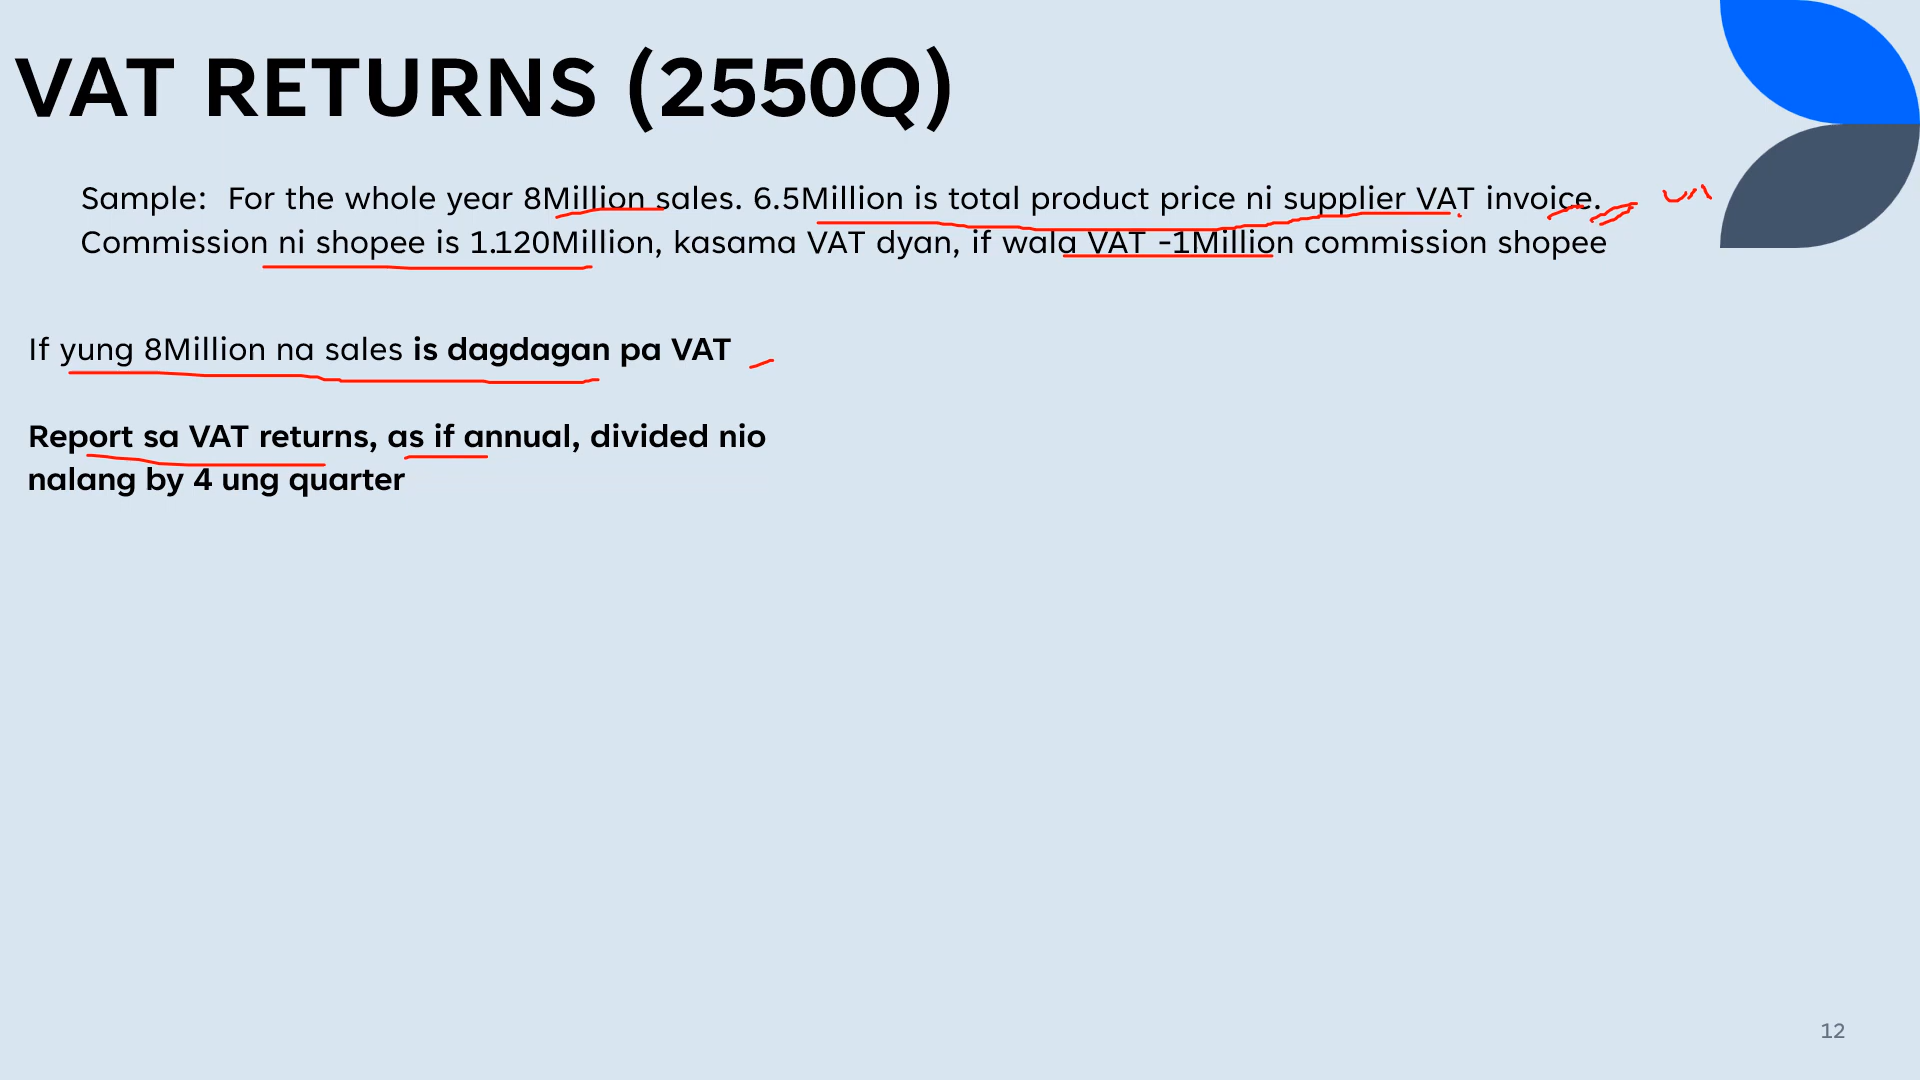 VAT RETURNS (2550Q)
Sample: For the whole year 8Million sales. 6.5Million is total product price ni supplier VAT invoice.
Commission ni shopee is 1.120Million, kasama VAT dyan, if wala VAT -1Million commission shopee
If yung 8Million na sales is dagdagan pa VAT
Report sa VAT returns, as if annual, divided nio
nalang by 4 ung quarter
12